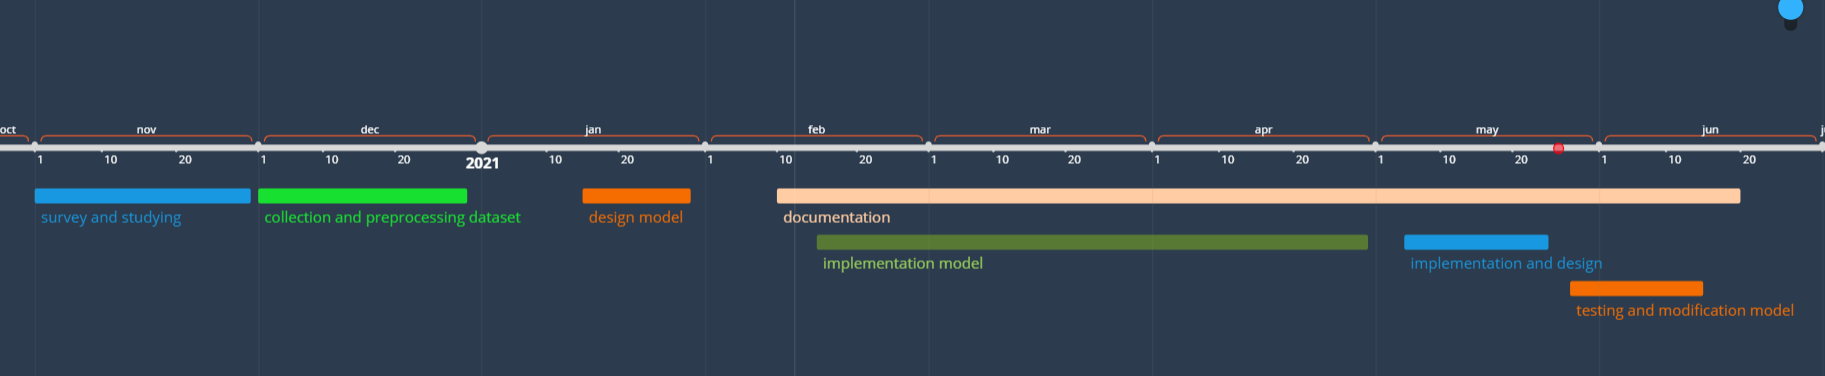 oct nov dec jan feb mar apr may jun
1 10 20 1 10 20 2021 10 20 1 10 20 1 10 20 1 10 20 1 10 20 1 10 20
survey and studying collection and preprocessing dataset design model documentation
implementation model implementation and design
testing and modification model